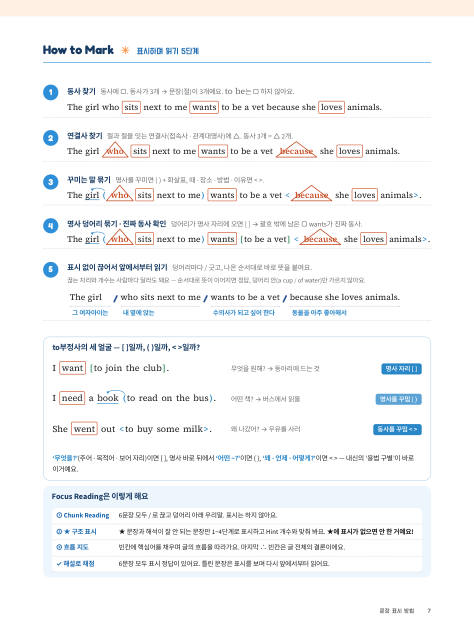 How to Mark ✳ 표시하며 읽기 5단계
1 동사 찾기 동사에 □. 동사가 3개 → 문장(절)이 3개예요. to be는 □ 하지 않아요.
The girl who sits next to me wants to be a vet because she loves animals.
2 연결사 찾기 절과 절을 잇는 연결사(접속사 · 관계대명사)에 △. 동사 3개 = △ 2개.
The girl who sits next to me wants to be a vet because she loves animals.
3 꾸미는 말 묶기 · 명사를 꾸미면 ( ) + 화살표, 때 · 장소 · 방법 · 이유면 < >.
The girl ( who sits next to me) wants to be a vet < because she loves animals>.
4 명사 덩어리 묶기 · 진짜 동사 확인 덩어리가 명사 자리에 오면 [ ] → 괄호 밖에 남은 □ wants가 진짜 동사.
The girl ( who sits next to me) wants [to be a vet] < because she loves animals>.
5 표시 없이 끊어서 앞에서부터 읽기 덩어리마다 / 긋고, 나온 순서대로 바로 뜻을 붙여요.
끊는 자리와 개수는 사람마다 달라도 돼요 — 순서대로 뜻이 이어지면 정답, 덩어리 안(a cup / of water)만 가르지 않아요.
The girl / who sits next to me / wants to be a vet / because she loves animals.
그 여자아이는 내 옆에 앉는 수의사가 되고 싶어 한다 동물을 아주 좋아해서
to부정사의 세 얼굴 — [ ]일까, ( )일까, < >일까?
I want [to join the club]. 무엇을 원해? → 동아리에 드는 것 명사 자리 [ ]
I need a book (to read on the bus). 어떤 책? → 버스에서 읽을 명사를 꾸밈 ( )
She went out <to buy some milk>. 왜 나갔어? → 우유를 사러 동사를 꾸밈 < >
'무엇을?'(주어 · 목적어 · 보어 자리)이면 [ ], 명사 바로 뒤에서 '어떤 ~?'이면 ( ), '왜 · 언제 · 어떻게?'이면 < > — 내신의 '용법 구별'이 바로
이거예요.
Focus Reading은 이렇게 해요
① Chunk Reading 6문장 모두 / 로 끊고 덩어리 아래 우리말. 표시는 하지 않아요.
② ★ 구조 표시 ★ 문장과 해석이 잘 안 되는 문장만 1~4단계로 표시하고 Hint 개수와 맞춰 봐요. ★에 표시가 없으면 안 한 거예요!
③ 흐름 지도 빈칸에 핵심어를 채우며 글의 흐름을 따라가요. 마지막 ∴ 빈칸은 글 전체의 결론이에요.
✓ 해설로 채점 6문장 모두 표시 정답이 있어요. 틀린 문장은 표시를 보며 다시 앞에서부터 읽어요.
문장 표시 방법 7